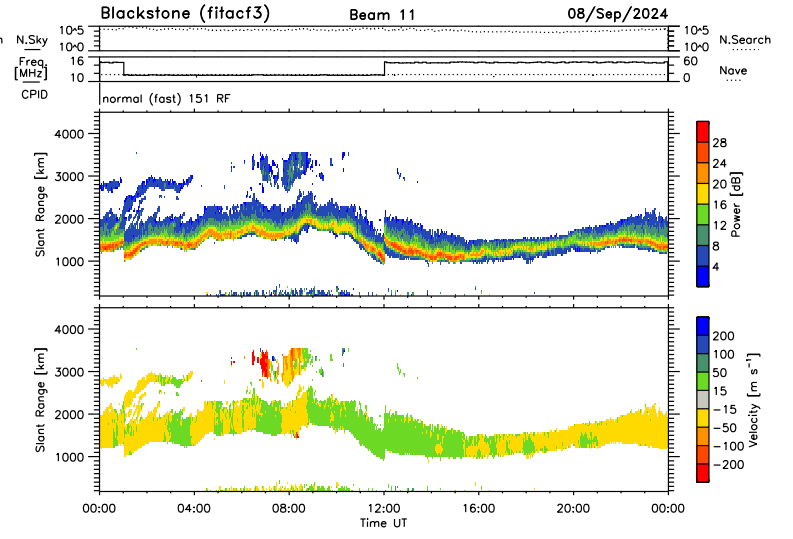 Blackstone (fitacf3) Beam 11 08/Sep/2024
N.Sky 10^5 10^0 10^5 10^0 N.Search
Freq. [MHz] 16 10 60 0 Nave
CPID normal (fast) 151 RF
Slant Range [km]
4000
3000
2000
1000
28
24
20
16
12
8
4
Power [dB]
Slant Range [km]
4000
3000
2000
1000
200
100
50
15
−15
−50
−100
−200
Velocity [m s⁻¹]
00:00 04:00 08:00 12:00 16:00 20:00 00:00
Time UT